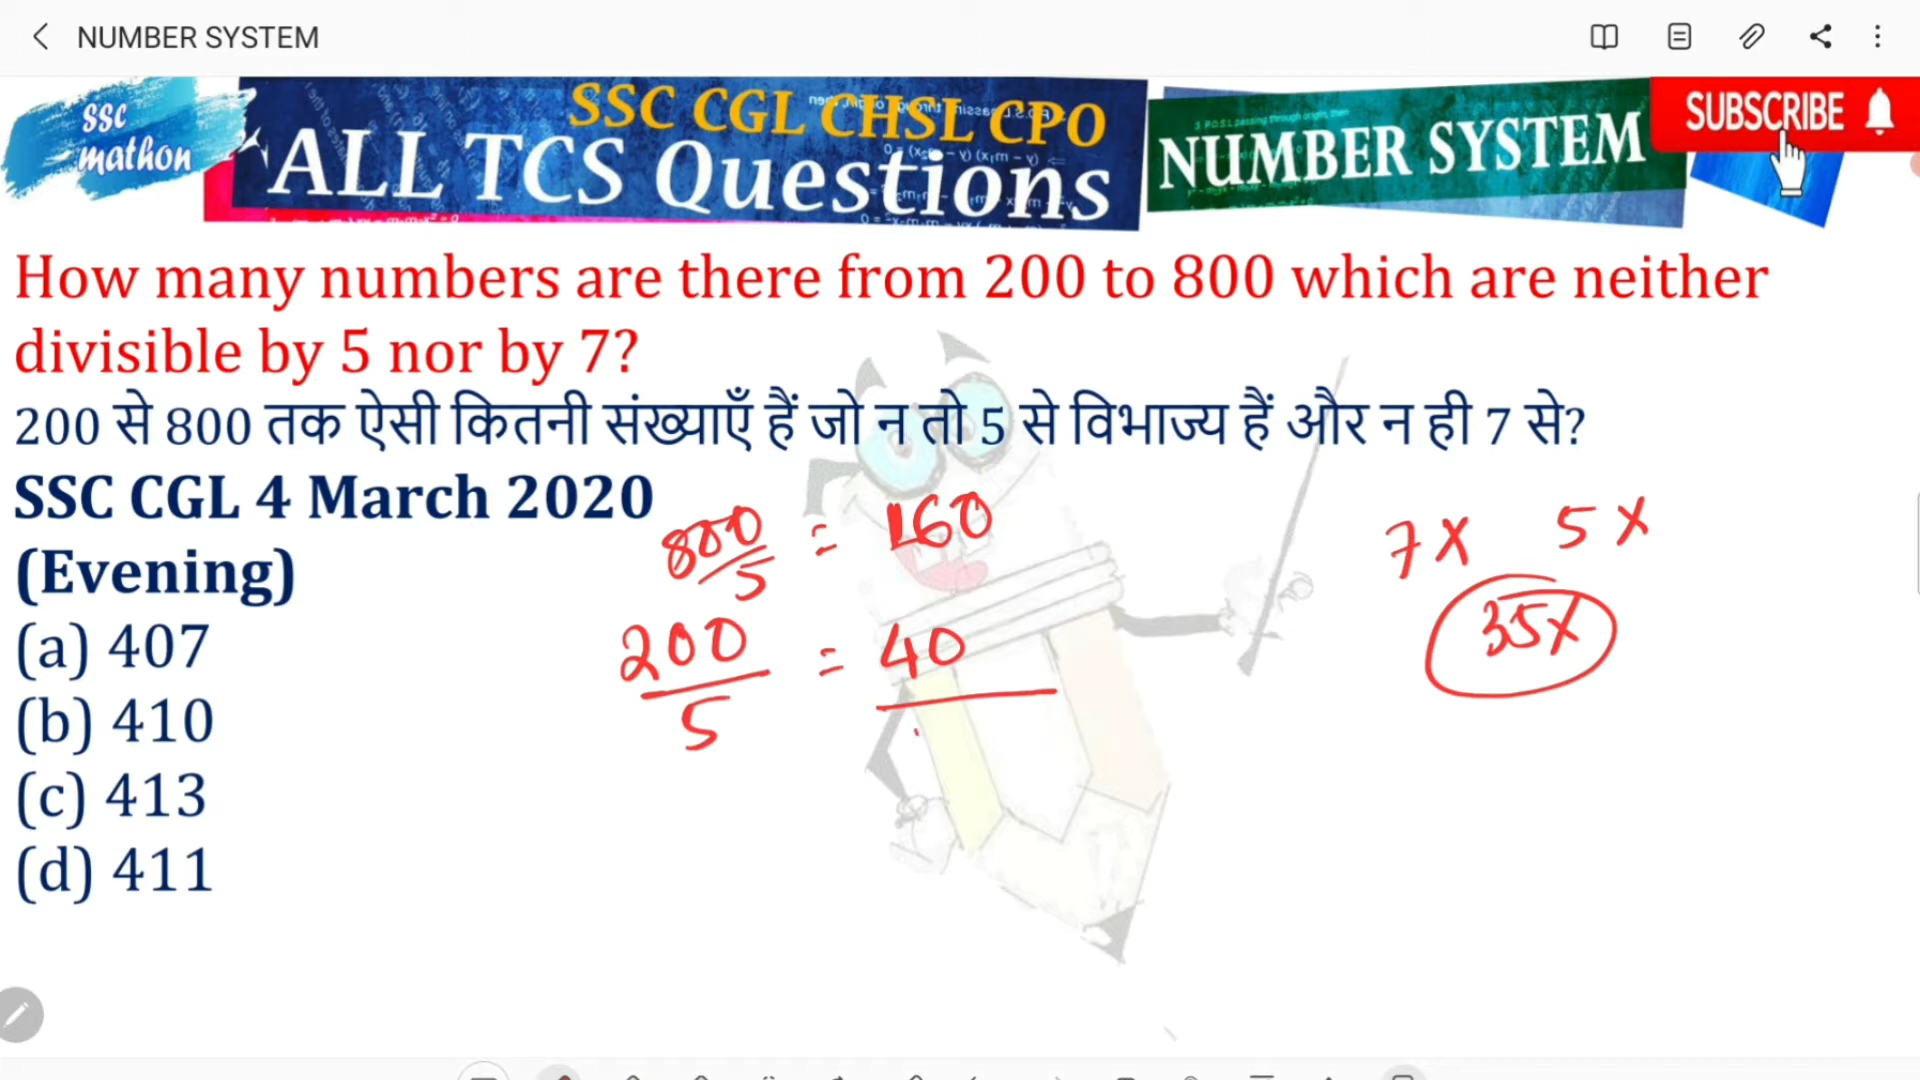 NUMBER SYSTEM
SSC
mathon
SSC CGL CHSL CPO
ALL TCS Questions
NUMBER SYSTEM
SUBSCRIBE
How many numbers are there from 200 to 800 which are neither
divisible by 5 nor by 7?
200 से 800 तक ऐसी कितनी संख्याएँ हैं जो न तो 5 से विभाज्य हैं और न ही 7 से?
SSC CGL 4 March 2020
(Evening)
(a) 407
(b) 410
(c) 413
(d) 411
800/5 = 160
200/5 = 40
7x 5x
35x